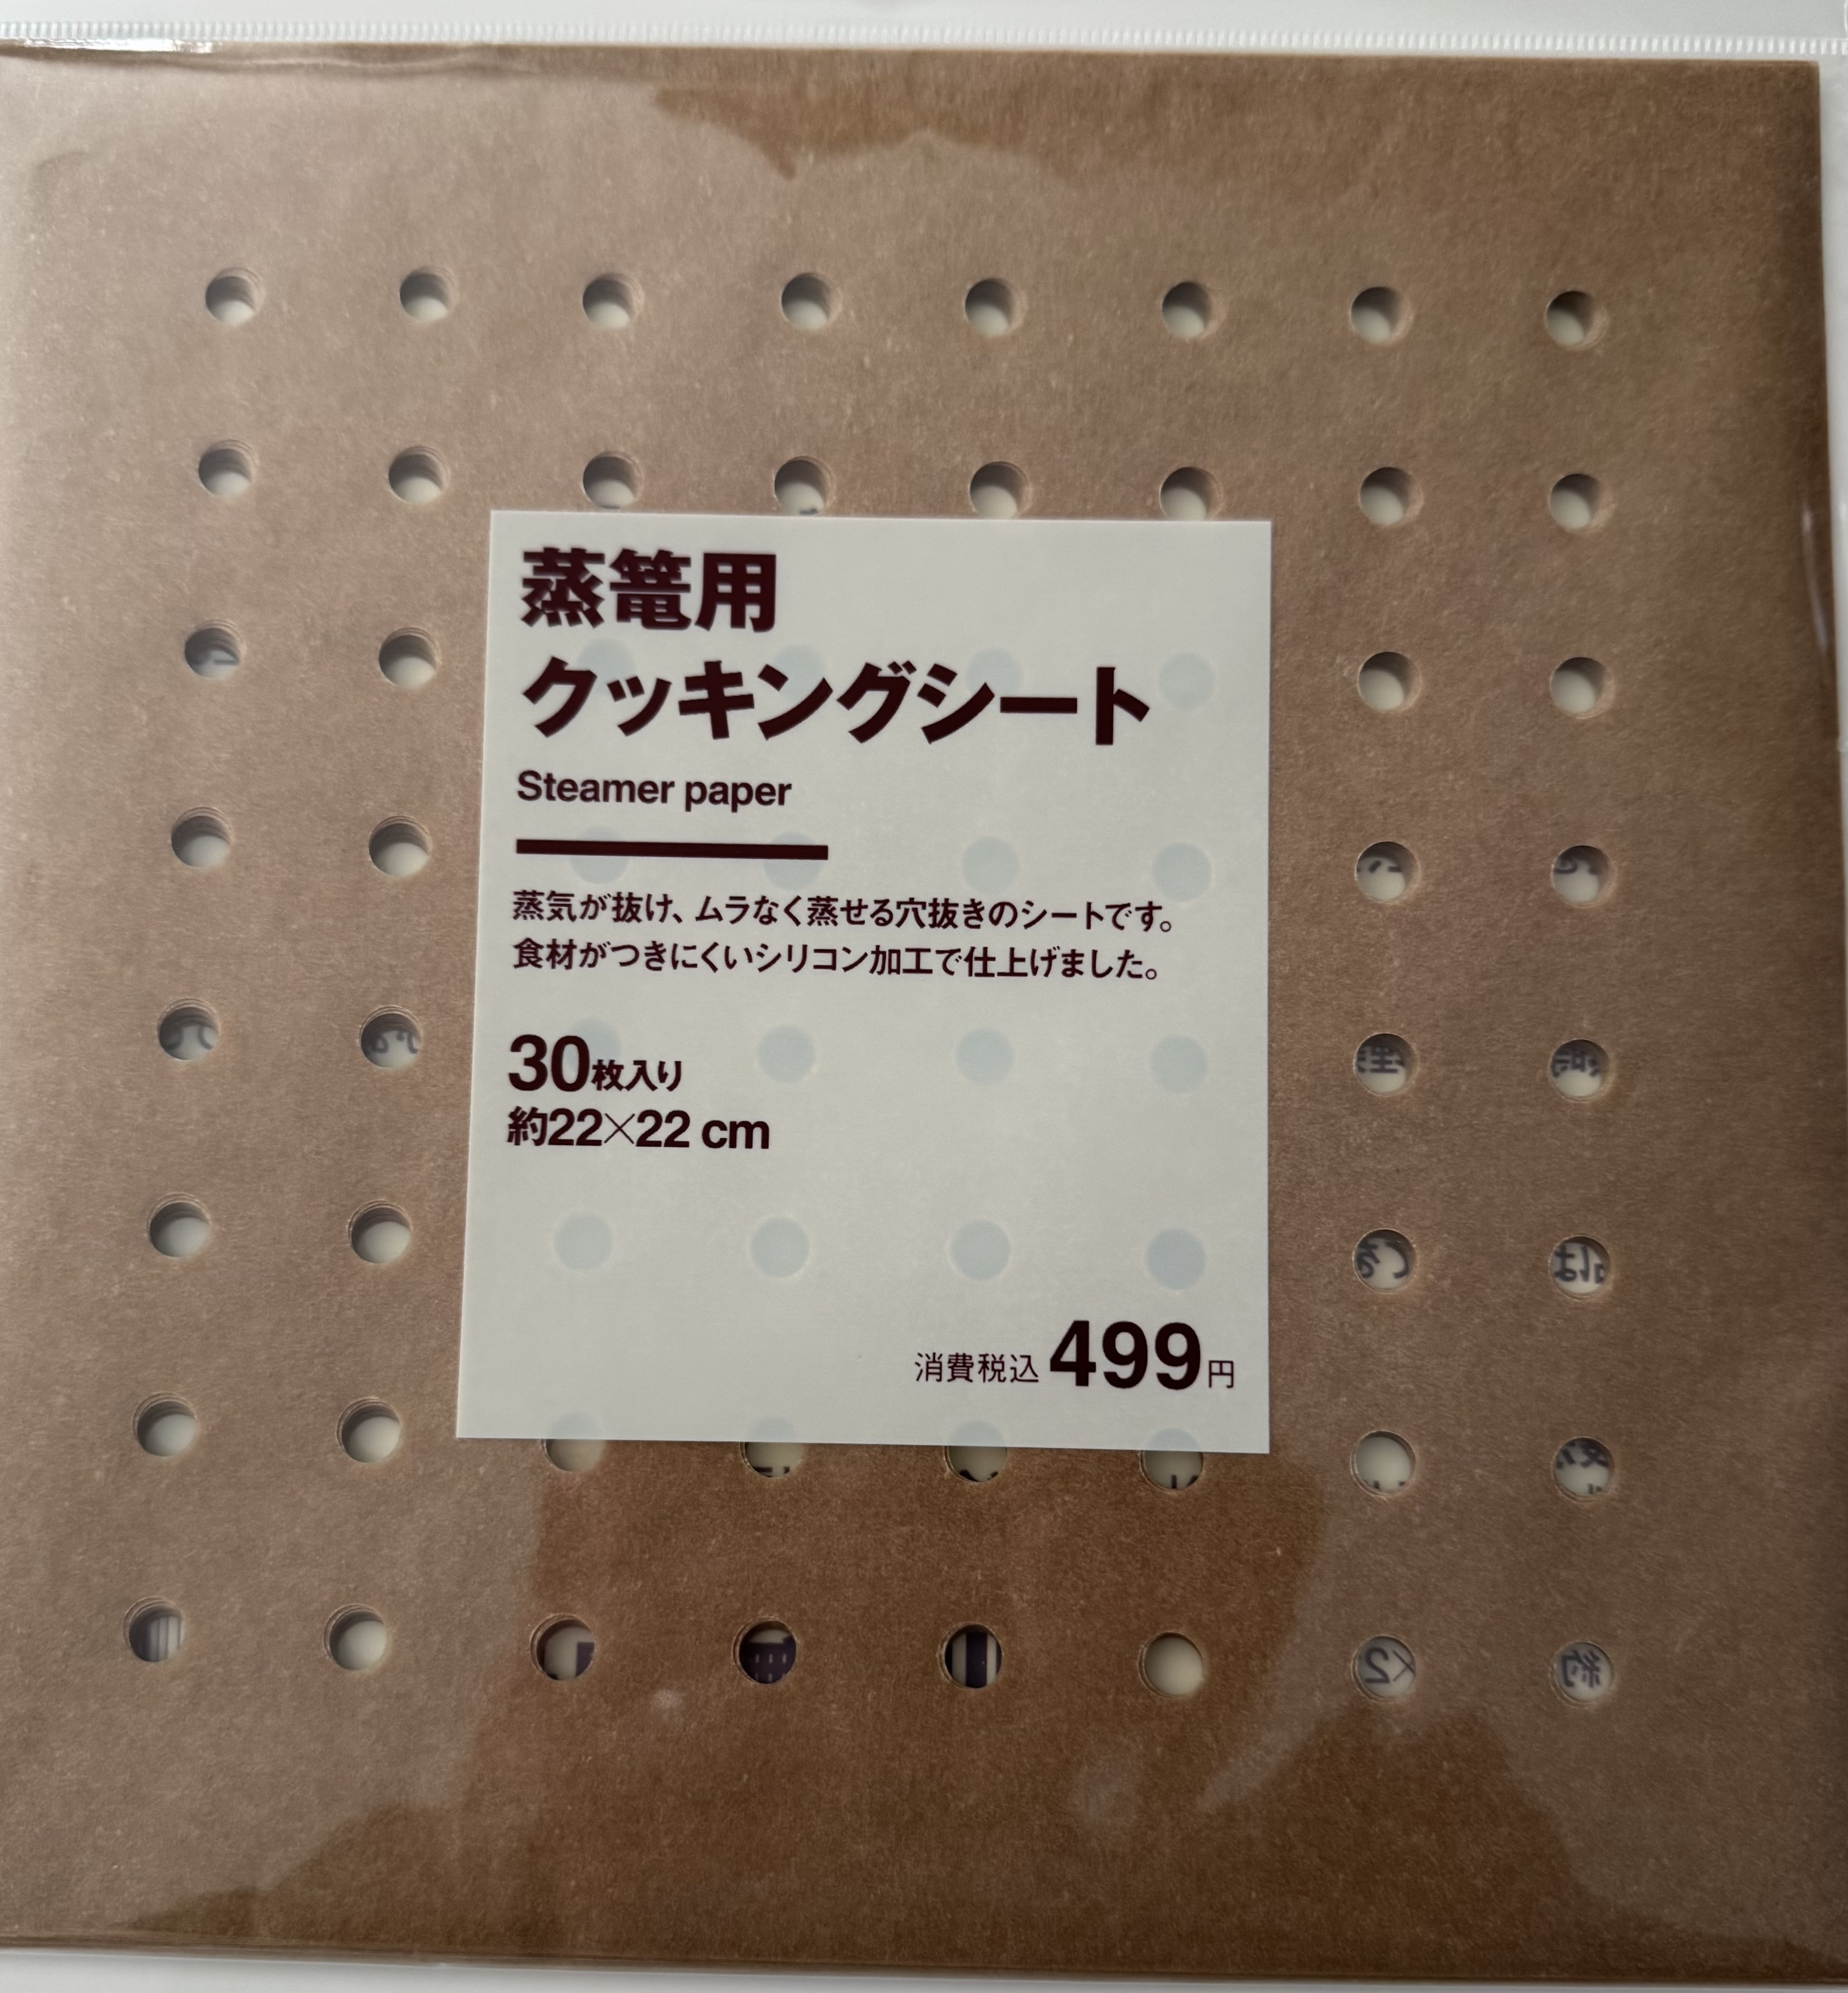 蒸篭用
クッキングシート
Steamer paper
蒸気が抜け、ムラなく蒸せる穴抜きのシートです。
食材がつきにくいシリコン加工で仕上げました。
30枚入り
約22×22 cm
消費税込499円